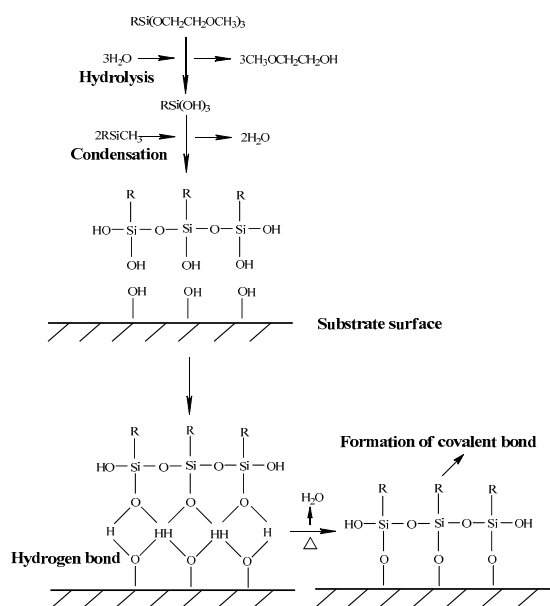 RSi(OCH₂CH₂OCH₃)₃
3H₂O 3CH₃OCH₂CH₂OH
Hydrolysis
RSi(OH)₃
2RSiCH₃ 2H₂O
Condensation
R R R
HO Si O Si O Si OH
OH OH OH
OH OH OH
Substrate surface
R R R
HO Si O Si O Si OH
O O O
H HH HH H
Hydrogen bond
O O O
H₂O
△
Formation of covalent bond
R R R
HO Si O Si O Si OH
O O O